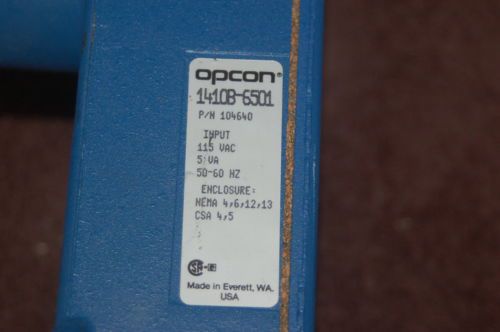 opcon®
1410B-6501
P/N 104640
INPUT
115 VAC
5 VA
50-60 HZ
ENCLOSURE:
NEMA 4,6,12,13
CSA 4,5
Made in Everett, WA.
USA